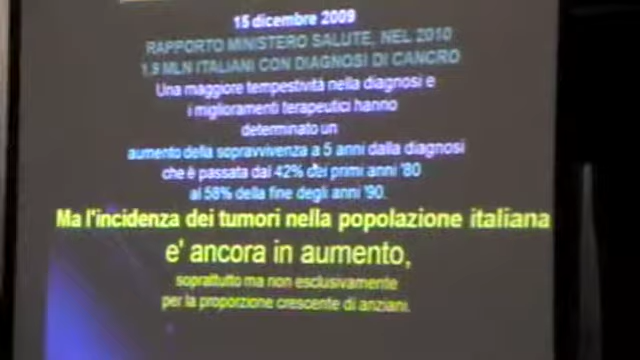 15 dicembre 2009
RAPPORTO MINISTERO SALUTE, NEL 2010
1,9 MLN ITALIANI CON DIAGNOSI DI CANCRO
Una maggiore tempestività nella diagnosi e
i miglioramenti terapeutici hanno
determinato un
aumento della sopravvivenza a 5 anni dalla diagnosi
che è passata dal 42% dei primi anni '80
al 58% della fine degli anni '90.
Ma l'incidenza dei tumori nella popolazione italiana
e' ancora in aumento,
soprattutto ma non esclusivamente
per la proporzione crescente di anziani.